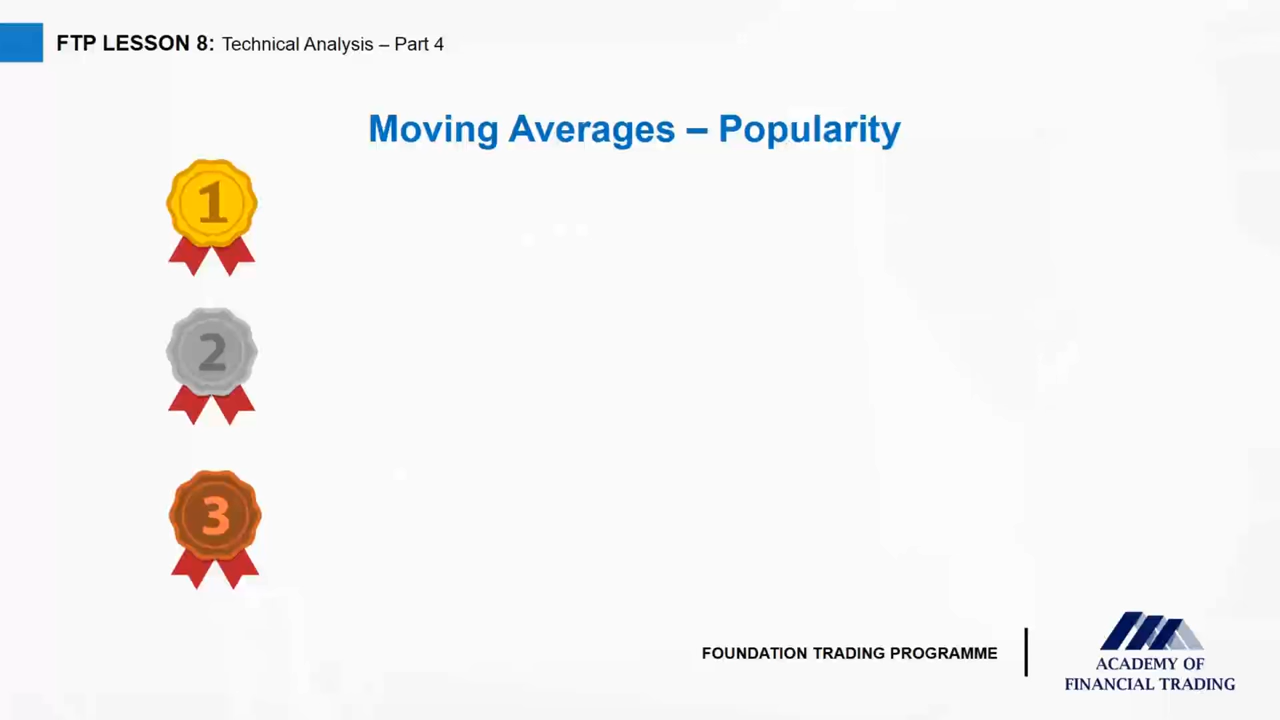 FTP LESSON 8: Technical Analysis – Part 4
Moving Averages – Popularity
1
2
3
FOUNDATION TRADING PROGRAMME
ACADEMY OF
FINANCIAL TRADING